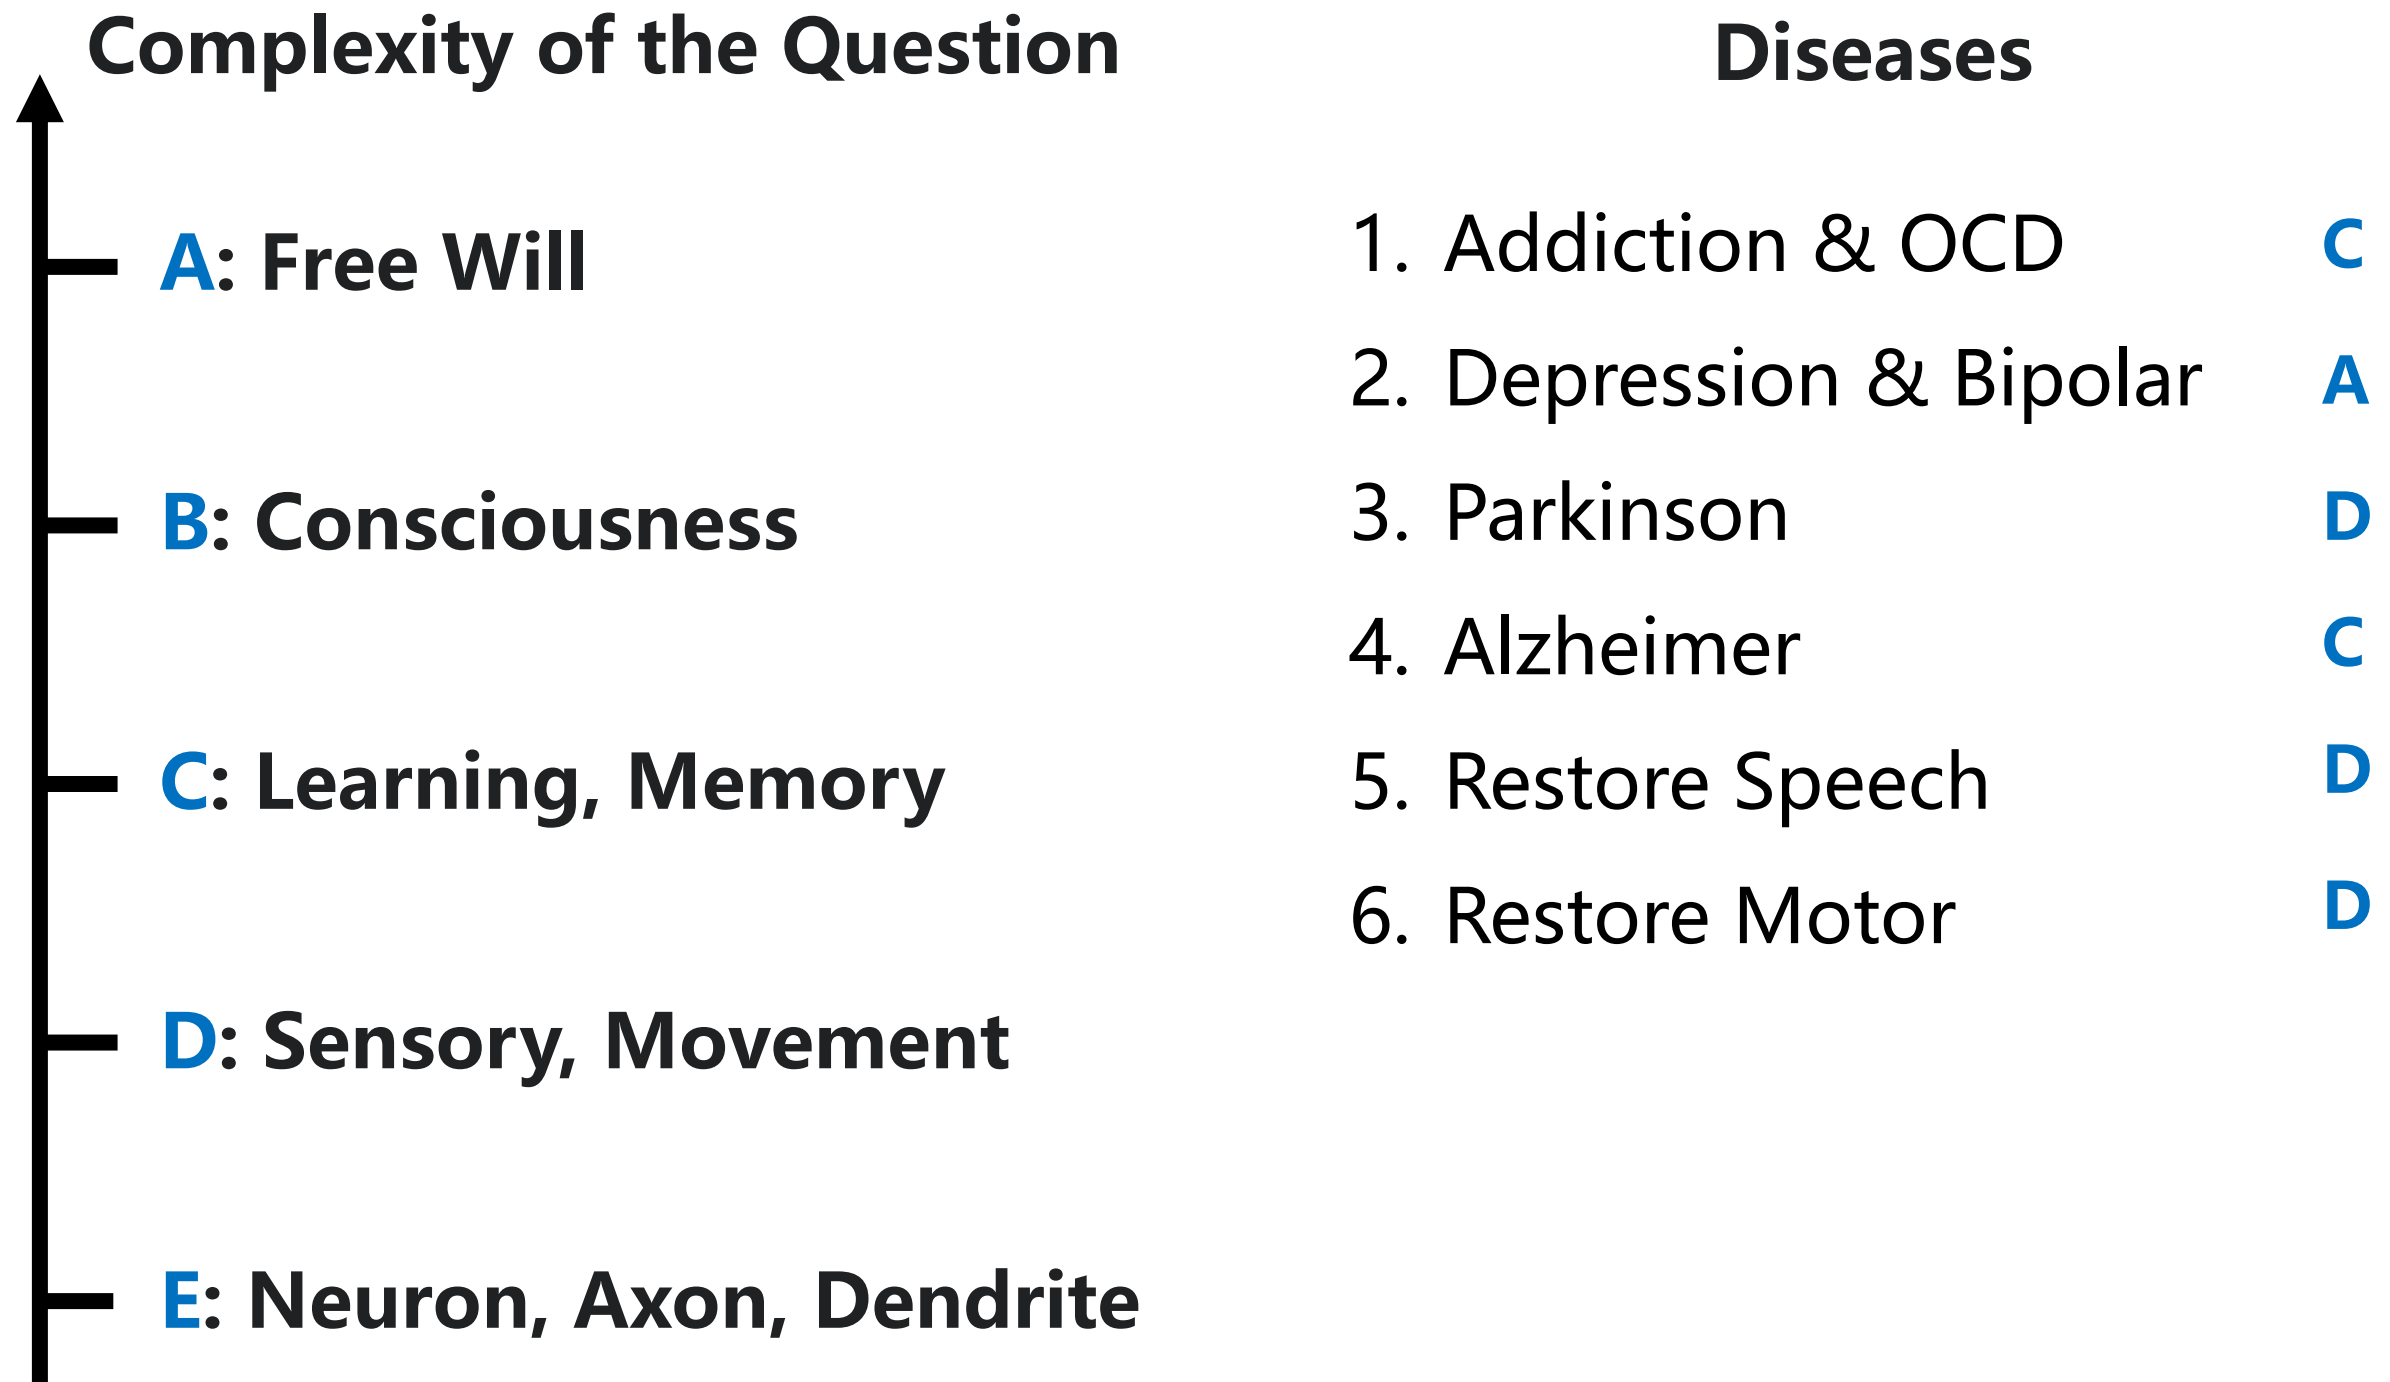 Complexity of the Question
A: Free Will
B: Consciousness
C: Learning, Memory
D: Sensory, Movement
E: Neuron, Axon, Dendrite
Diseases
1. Addiction & OCD C
2. Depression & Bipolar A
3. Parkinson D
4. Alzheimer C
5. Restore Speech D
6. Restore Motor D